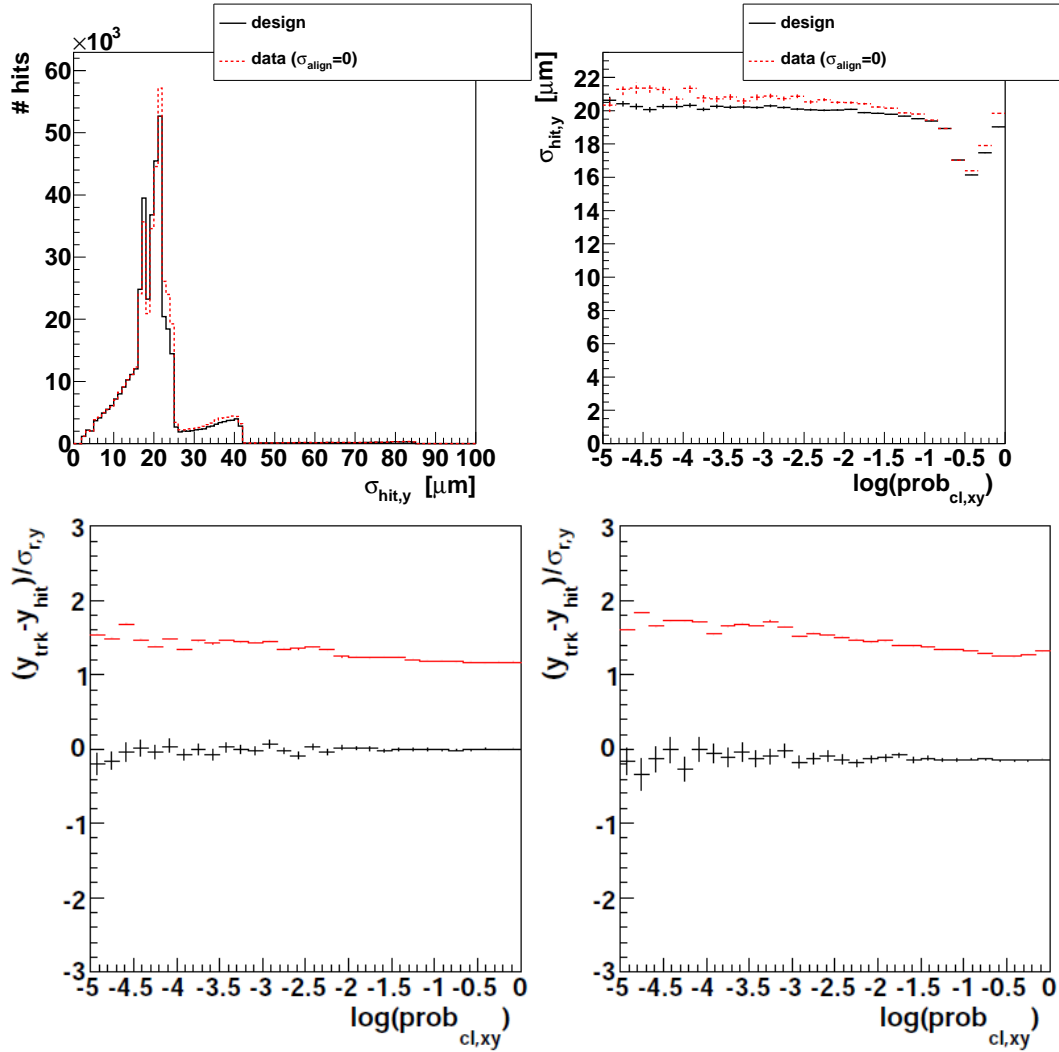 design
data (σalign=0)
×10³
# hits
60
50
40
30
20
10
0
0 10 20 30 40 50 60 70 80 90 100
σhit,y [μm]
design
data (σalign=0)
σhit,y [μm]
22
20
18
16
14
12
10
8
6
4
2
0
-5 -4.5 -4 -3.5 -3 -2.5 -2 -1.5 -1 -0.5 0
log(probcl,xy)
(ytrk-yhit)/σr,y
3
2
1
0
-1
-2
-3
-5 -4.5 -4 -3.5 -3 -2.5 -2 -1.5 -1 -0.5 0
log(probcl,xy)
(ytrk-yhit)/σr,y
3
2
1
0
-1
-2
-3
-5 -4.5 -4 -3.5 -3 -2.5 -2 -1.5 -1 -0.5 0
log(probcl,xy)